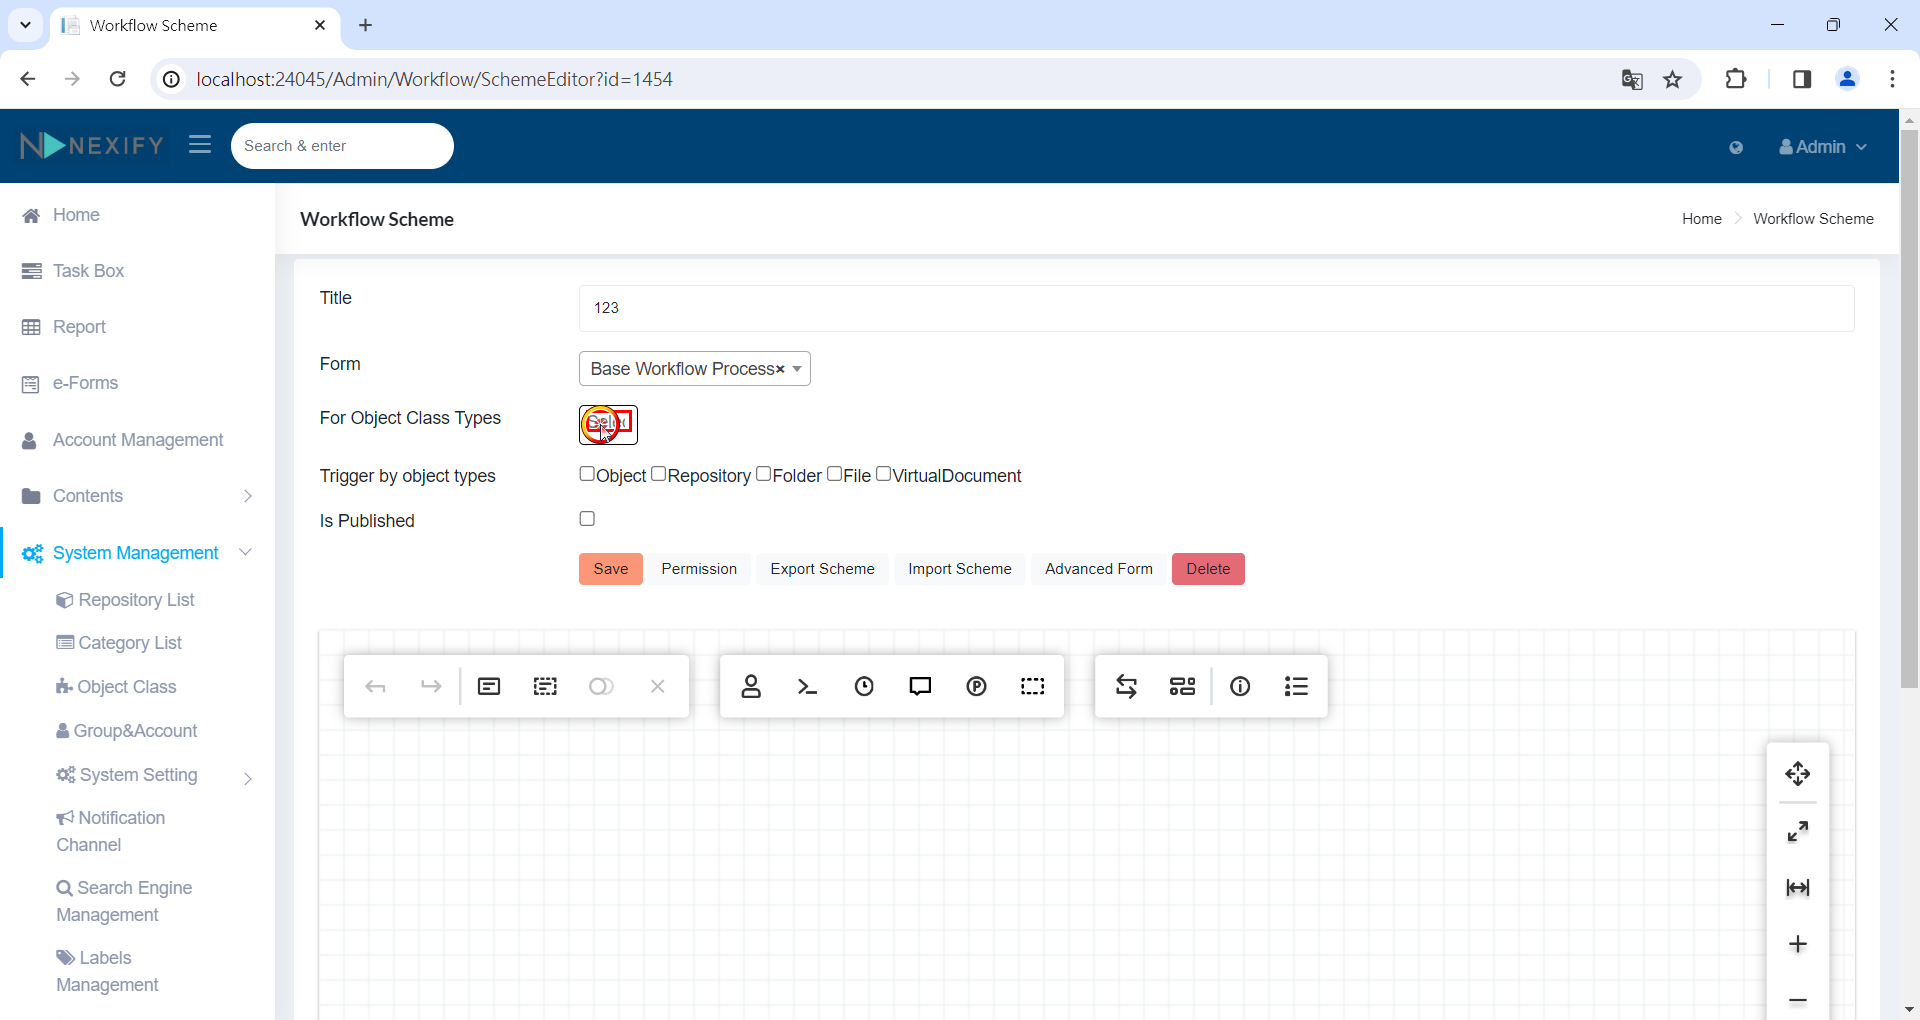 Workflow Scheme
localhost:24045/Admin/Workflow/SchemeEditor?id=1454
NEXIFY
Search & enter
Admin
Home
Task Box
Report
e-Forms
Account Management
Contents
System Management
Repository List
Category List
Object Class
Group&Account
System Setting
Notification
Channel
Search Engine
Management
Labels
Management
Workflow Scheme
Home
Workflow Scheme
Title
123
Form
Base Workflow Process×
For Object Class Types
Trigger by object types
Object Repository Folder File VirtualDocument
Is Published
Save Permission Export Scheme Import Scheme Advanced Form Delete